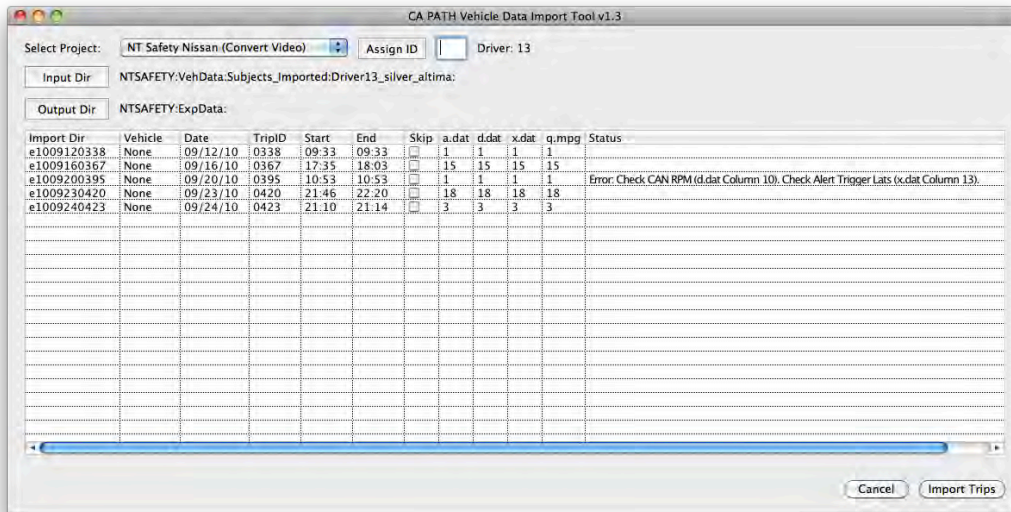 CA PATH Vehicle Data Import Tool v1.3
Select Project: NT Safety Nissan (Convert Video) Assign ID Driver: 13
Input Dir NTSAFETY:VehData:Subjects_Imported:Driver13_silver_altima:
Output Dir NTSAFETY:ExpData:
Import Dir Vehicle Date TripID Start End Skip a.dat d.dat x.dat q.mpg Status
e1009120338 None 09/12/10 0338 09:33 09:33 1 1 1 1
e1009160367 None 09/16/10 0367 17:35 18:03 15 15 15 15
e1009200395 None 09/20/10 0395 10:53 10:53 1 1 1 1 Error: Check CAN RPM (d.dat Column 10). Check Alert Trigger Lats (x.dat Column 13).
e1009230420 None 09/23/10 0420 21:46 22:20 18 18 18 18
e1009240423 None 09/24/10 0423 21:10 21:14 3 3 3 3
Cancel Import Trips